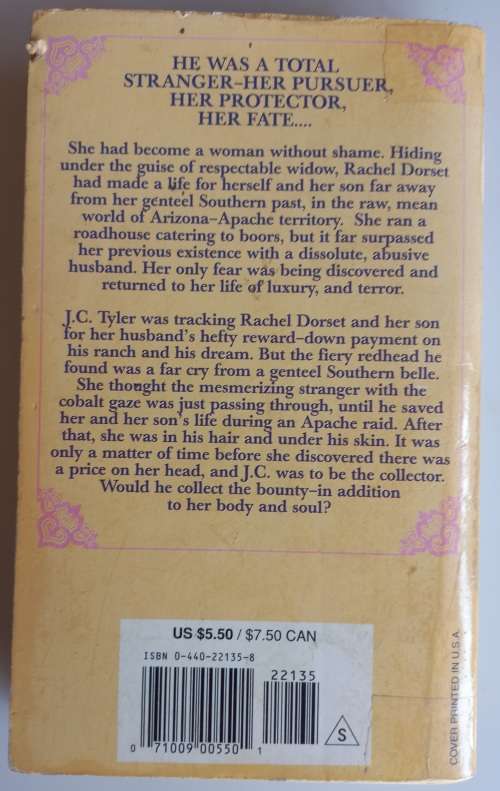 HE WAS A TOTAL
STRANGER–HER PURSUER,
HER PROTECTOR,
HER FATE....
She had become a woman without shame. Hiding
under the guise of respectable widow, Rachel Dorset
had made a life for herself and her son far away
from her genteel Southern past, in the raw, mean
world of Arizona–Apache territory. She ran a
roadhouse catering to boors, but it far surpassed
her previous existence with a dissolute, abusive
husband. Her only fear was being discovered and
returned to her life of luxury, and terror.
J.C. Tyler was tracking Rachel Dorset and her son
for her husband's hefty reward–down payment on
his ranch and his dream. But the fiery redhead he
found was a far cry from a genteel Southern belle.
She thought the mesmerizing stranger with the
cobalt gaze was just passing through, until he saved
her and her son's life during an Apache raid. After
that, she was in his hair and under his skin. It was
only a matter of time before she discovered there was
a price on her head, and J.C. was to be the collector.
Would he collect the bounty–in addition
to her body and soul?
US $5.50 / $7.50 CAN
ISBN 0-440-22135-8
22135
0 71009 00550 1
S
COVER PRINTED IN U.S.A.